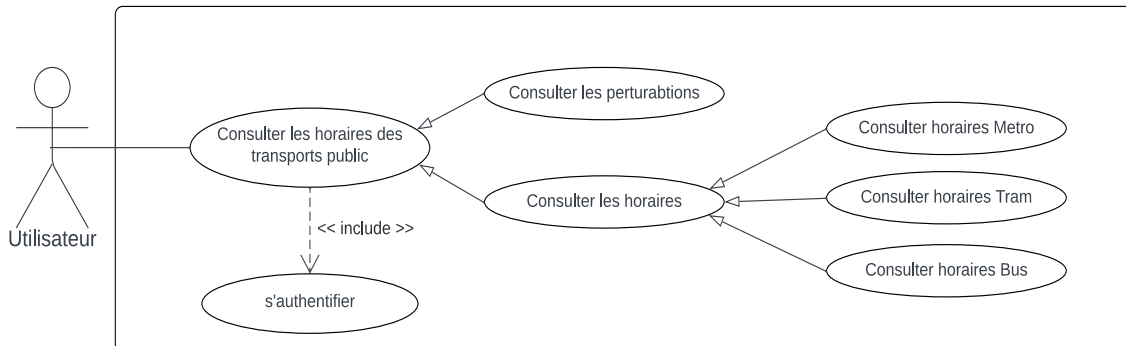 Consulter les perturabtions
Consulter les horaires des
transports public
Consulter horaires Metro
Consulter les horaires
Consulter horaires Tram
Utilisateur
<< include >>
Consulter horaires Bus
s'authentifier